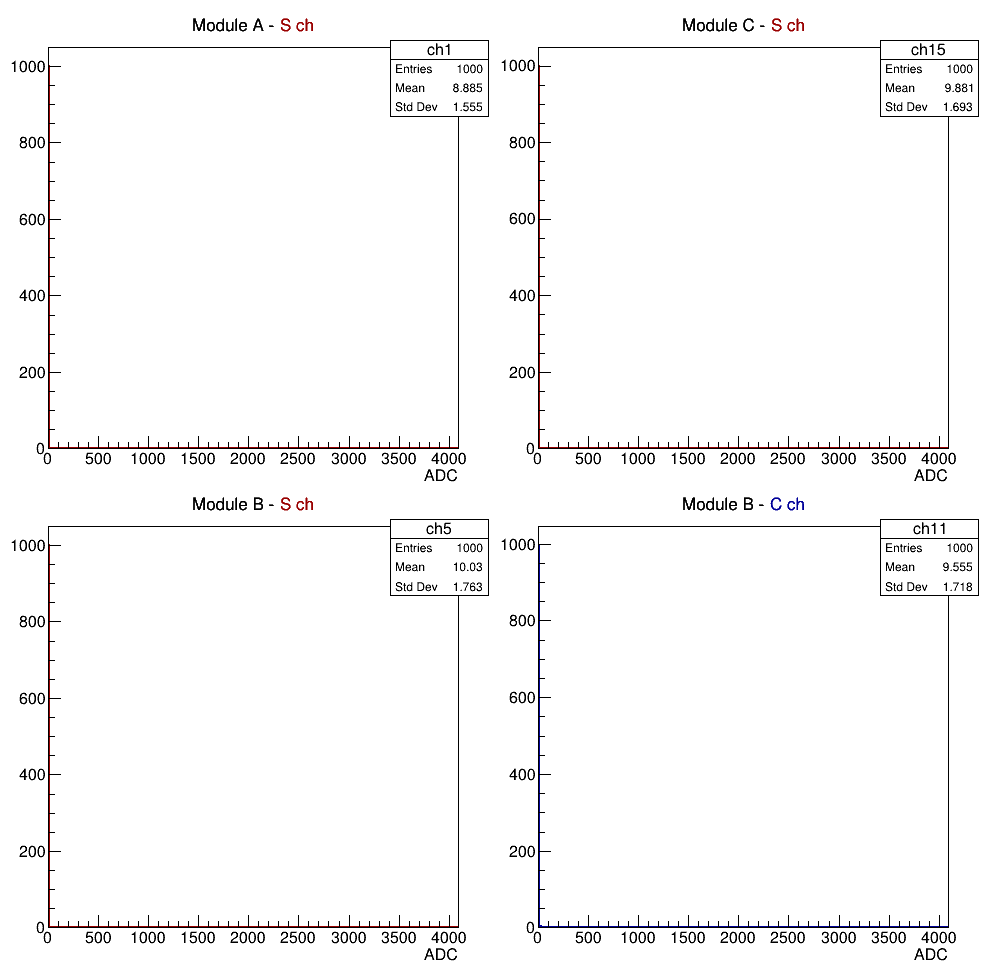 Module A - S ch
ch1
Entries 1000
Mean 8.885
Std Dev 1.555
1000
800
600
400
200
0
0 500 1000 1500 2000 2500 3000 3500 4000
ADC
Module C - S ch
ch15
Entries 1000
Mean 9.881
Std Dev 1.693
1000
800
600
400
200
0
0 500 1000 1500 2000 2500 3000 3500 4000
ADC
Module B - S ch
ch5
Entries 1000
Mean 10.03
Std Dev 1.763
1000
800
600
400
200
0
0 500 1000 1500 2000 2500 3000 3500 4000
ADC
Module B - C ch
ch11
Entries 1000
Mean 9.555
Std Dev 1.718
1000
800
600
400
200
0
0 500 1000 1500 2000 2500 3000 3500 4000
ADC